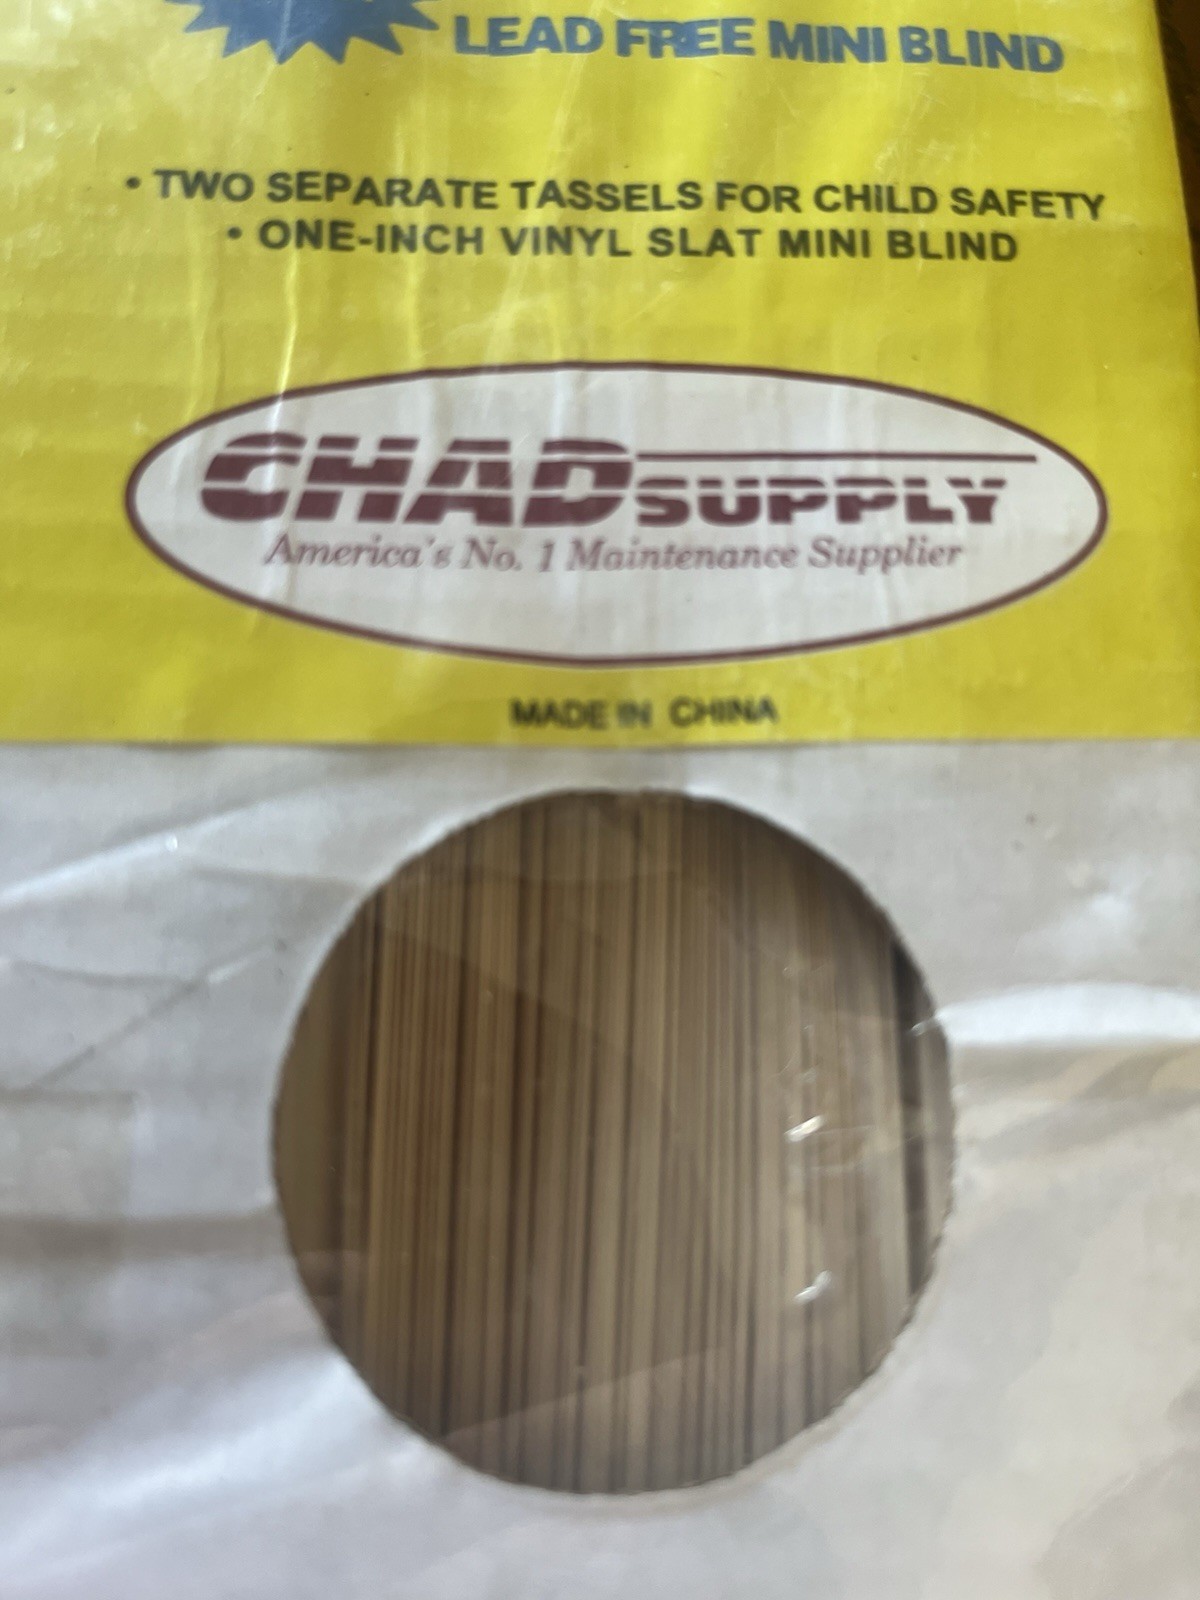 LEAD FREE MINI BLIND
• TWO SEPARATE TASSELS FOR CHILD SAFETY
• ONE-INCH VINYL SLAT MINI BLIND
CHAD SUPPLY
America's No. 1 Maintenance Supplier
MADE IN CHINA